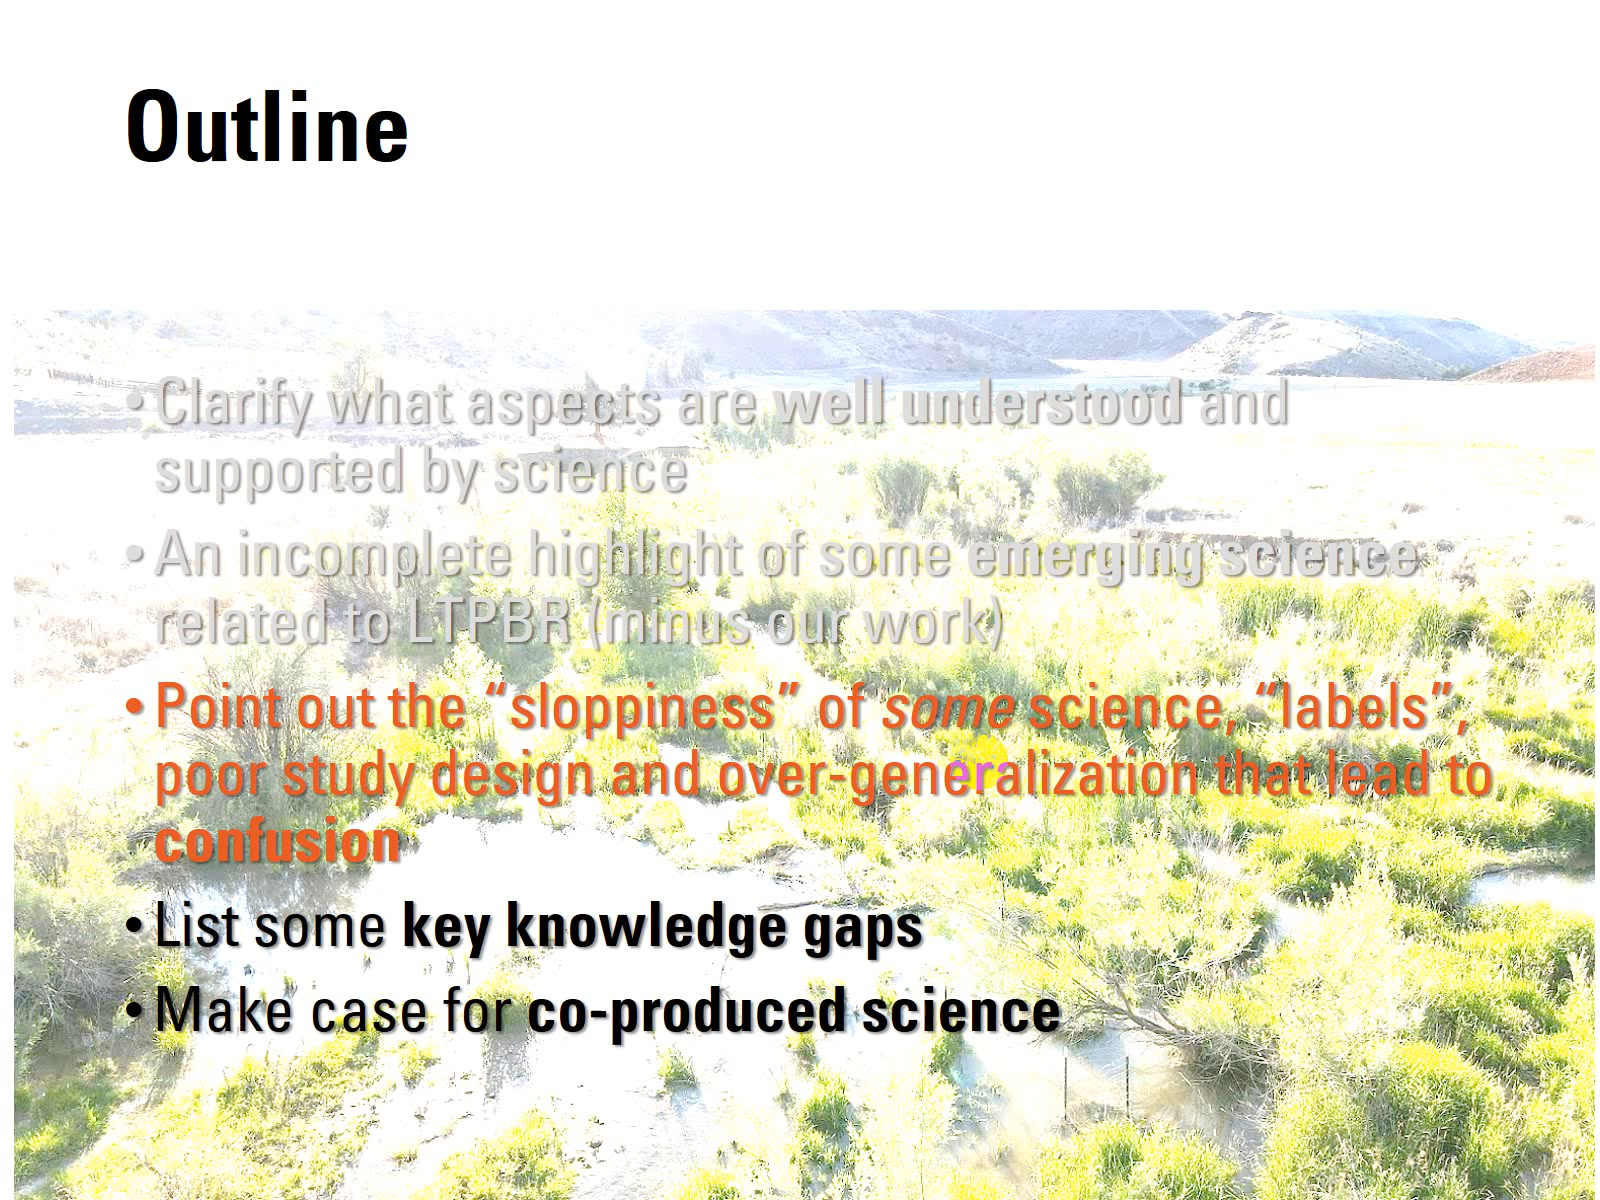 Outline
• Clarify what aspects are well understood and
supported by science
• An incomplete highlight of some emerging science
related to LTPBR (minus our work)
• Point out the “sloppiness” of some science, “labels”,
poor study design and over-generalization that lead to
confusion
• List some key knowledge gaps
• Make case for co-produced science